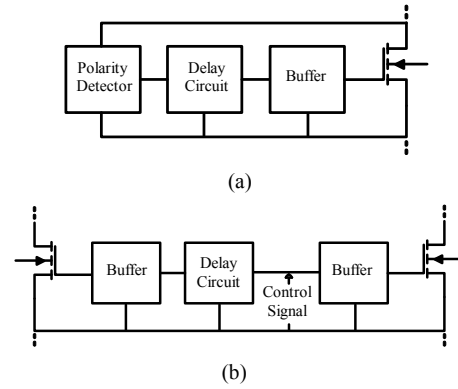 Polarity
Detector
Delay
Circuit
Buffer
(a)
Buffer
Delay
Circuit
Control
Signal
Buffer
(b)